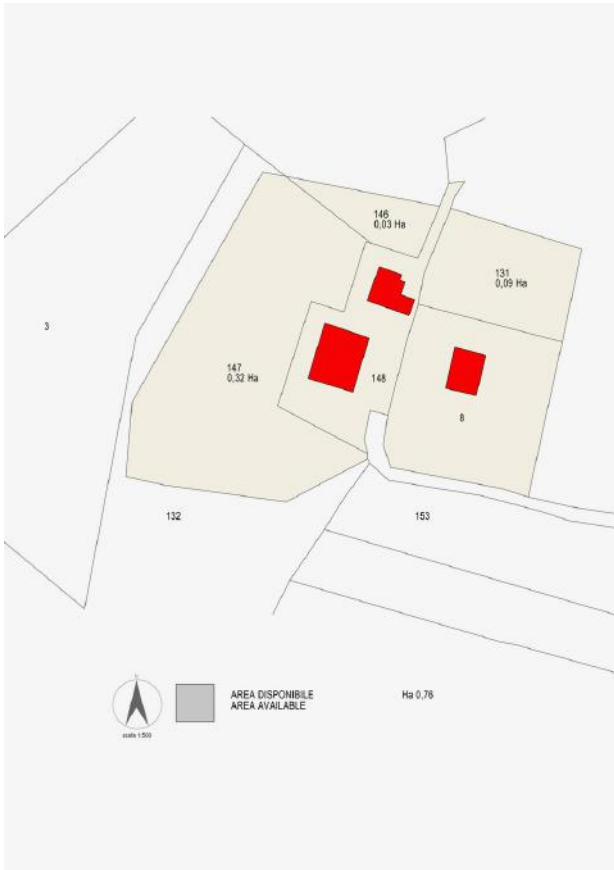 146
0,03 Ha
131
0,09 Ha
3
147
0,32 Ha
148
8
132
153
N
AREA DISPONIBILE
AREA AVAILABLE
Ha 0,76
scala 1:500